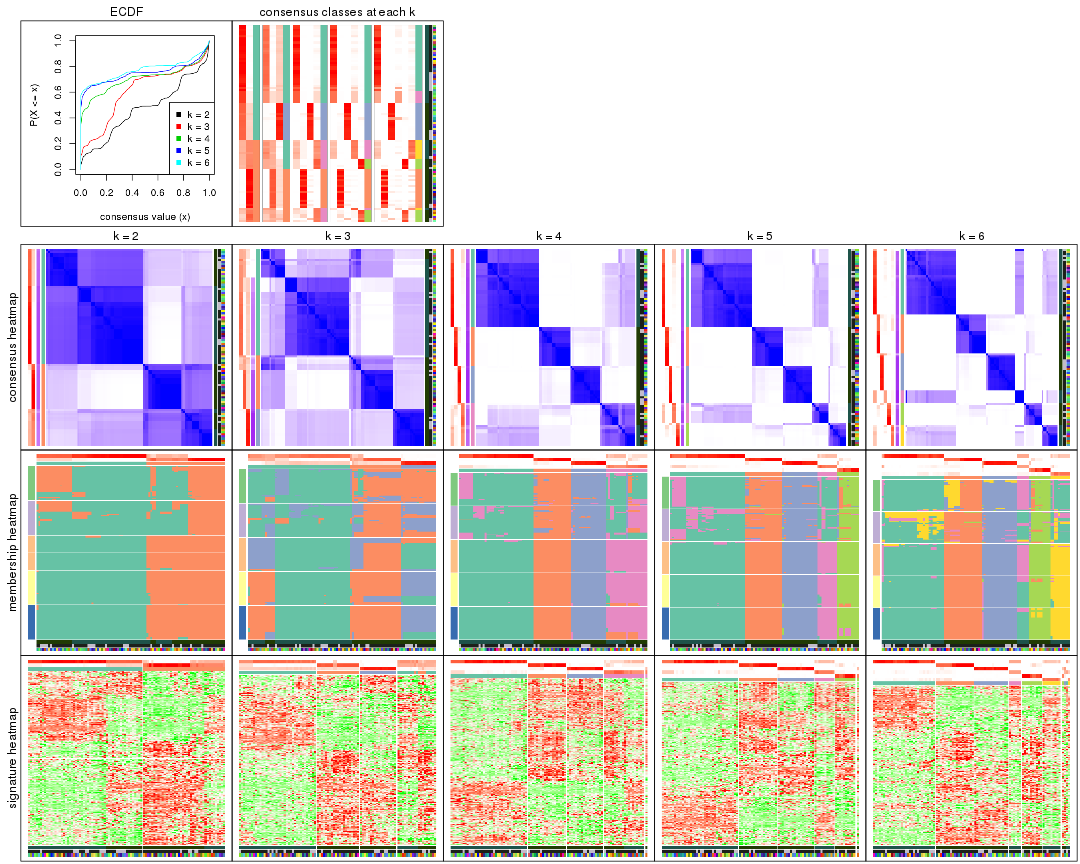 ECDF
consensus classes at each k
P(X <= x)
0.0
0.2
0.4
0.6
0.8
1.0
k = 2
k = 3
k = 4
k = 5
k = 6
0.0 0.2 0.4 0.6 0.8 1.0
consensus value (x)
k = 2
k = 3
k = 4
k = 5
k = 6
consensus heatmap
membership heatmap
signature heatmap